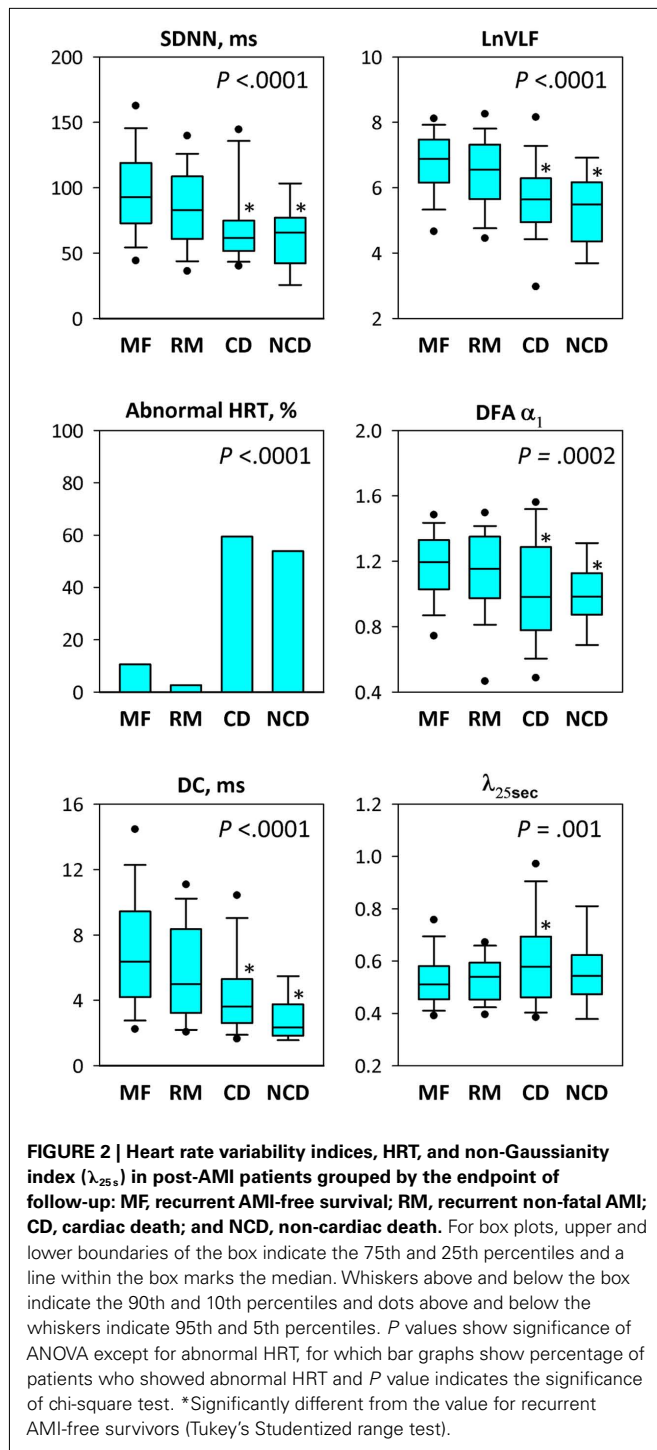 SDNN, ms
P <.0001
200
150
100
50
0
MF RM CD NCD
* *
LnVLF
P <.0001
10
8
6
4
2
MF RM CD NCD
* *
Abnormal HRT, %
P <.0001
100
80
60
40
20
0
MF RM CD NCD
DFA α₁
P = .0002
2.0
1.6
1.2
0.8
0.4
MF RM CD NCD
* *
DC, ms
P <.0001
16
12
8
4
0
MF RM CD NCD
* *
λ₂₅sec
P = .001
1.2
1.0
0.8
0.6
0.4
0.2
MF RM CD NCD
*
FIGURE 2 | Heart rate variability indices, HRT, and non-Gaussianity
index (λ₂₅ₛ) in post-AMI patients grouped by the endpoint of
follow-up: MF, recurrent AMI-free survival; RM, recurrent non-fatal AMI;
CD, cardiac death; and NCD, non-cardiac death. For box plots, upper and
lower boundaries of the box indicate the 75th and 25th percentiles and a
line within the box marks the median. Whiskers above and below the box
indicate the 90th and 10th percentiles and dots above and below the
whiskers indicate 95th and 5th percentiles. P values show significance of
ANOVA except for abnormal HRT, for which bar graphs show percentage of
patients who showed abnormal HRT and P value indicates the significance
of chi-square test. *Significantly different from the value for recurrent
AMI-free survivors (Tukey's Studentized range test).